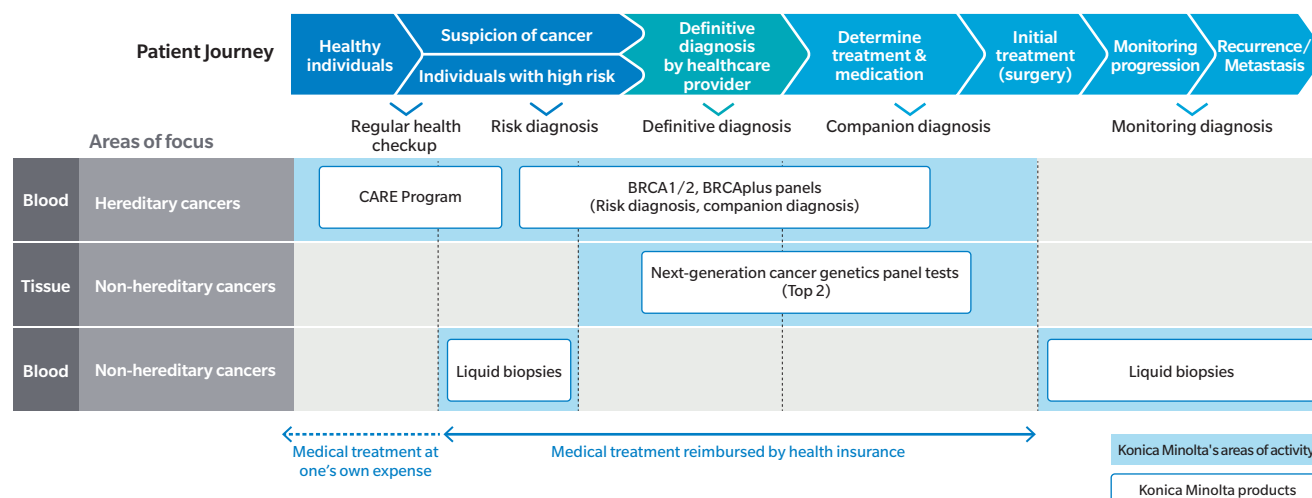 Patient Journey
Healthy
individuals
Suspicion of cancer
Individuals with high risk
Definitive
diagnosis
by healthcare
provider
Determine
treatment &
medication
Initial
treatment
(surgery)
Monitoring
progression
Recurrence/
Metastasis
Areas of focus
Regular health
checkup
Risk diagnosis
Definitive diagnosis
Companion diagnosis
Monitoring diagnosis
Blood
Hereditary cancers
CARE Program
BRCA1/2, BRCAplus panels
(Risk diagnosis, companion diagnosis)
Tissue
Non-hereditary cancers
Next-generation cancer genetics panel tests
(Top 2)
Blood
Non-hereditary cancers
Liquid biopsies
Liquid biopsies
Medical treatment at
one's own expense
Medical treatment reimbursed by health insurance
Konica Minolta's areas of activity
Konica Minolta products